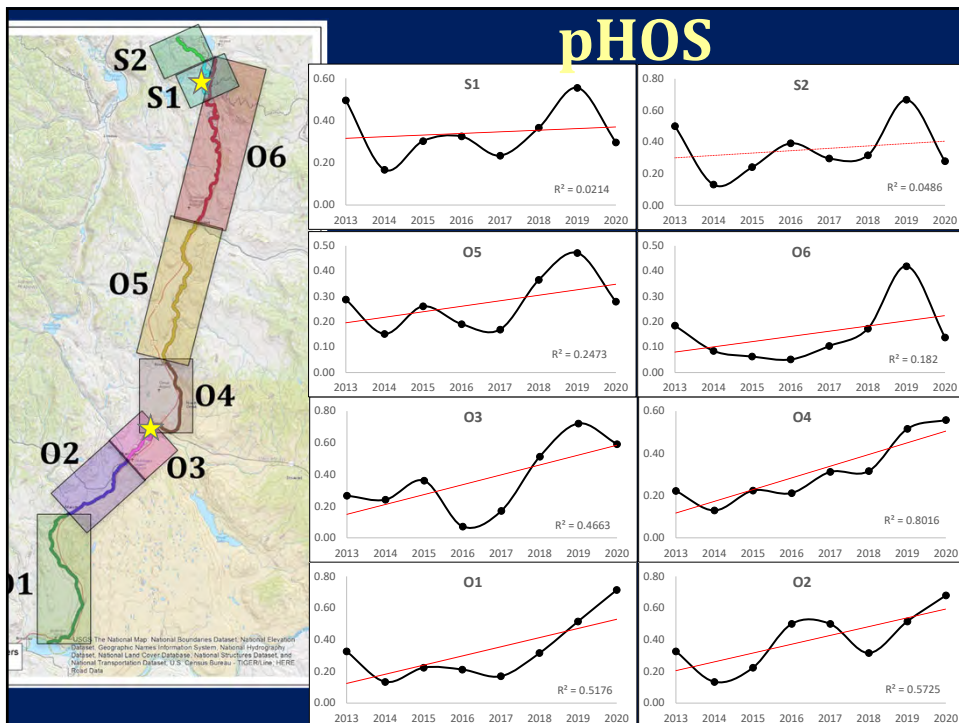 pHOS
S2
S1
O6
O5
O4
O2
O3
O1
ers
USGS The National Map: National Boundaries Dataset, National Elevation
Dataset, Geographic Names Information System, National Hydrography
Dataset, National Land Cover Database, National Structures Dataset, and
National Transportation Dataset; U.S. Census Bureau - TIGER/Line; HERE
Road Data
S1
0.60
0.40
0.20
0.00
R² = 0.0214
2013 2014 2015 2016 2017 2018 2019 2020
S2
0.80
0.60
0.40
0.20
0.00
R² = 0.0486
2013 2014 2015 2016 2017 2018 2019 2020
O5
0.50
0.40
0.30
0.20
0.10
0.00
R² = 0.2473
2013 2014 2015 2016 2017 2018 2019 2020
O6
0.50
0.40
0.30
0.20
0.10
0.00
R² = 0.182
2013 2014 2015 2016 2017 2018 2019 2020
O3
0.80
0.60
0.40
0.20
0.00
R² = 0.4663
2013 2014 2015 2016 2017 2018 2019 2020
O4
0.60
0.40
0.20
0.00
R² = 0.8016
2013 2014 2015 2016 2017 2018 2019 2020
O1
0.80
0.60
0.40
0.20
0.00
R² = 0.5176
2013 2014 2015 2016 2017 2018 2019 2020
O2
0.80
0.60
0.40
0.20
0.00
R² = 0.5725
2013 2014 2015 2016 2017 2018 2019 2020